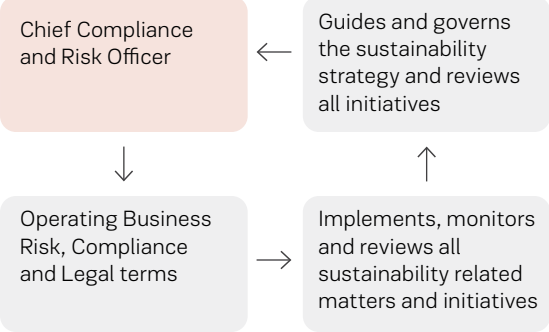 Chief Compliance
and Risk Officer
Guides and governs
the sustainability
strategy and reviews
all initiatives
Operating Business
Risk, Compliance
and Legal terms
Implements, monitors
and reviews all
sustainability related
matters and initiatives